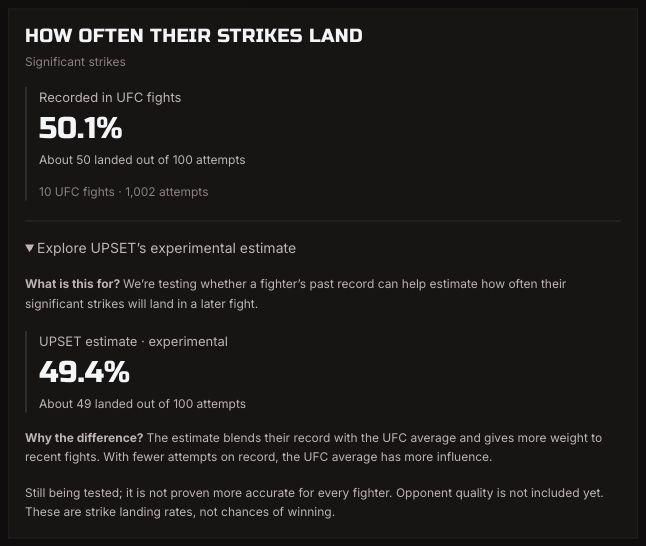 HOW OFTEN THEIR STRIKES LAND
Significant strikes
Recorded in UFC fights
50.1%
About 50 landed out of 100 attempts
10 UFC fights · 1,002 attempts
▼Explore UPSET’s experimental estimate
What is this for? We’re testing whether a fighter’s past record can help estimate how often their
significant strikes will land in a later fight.
UPSET estimate · experimental
49.4%
About 49 landed out of 100 attempts
Why the difference? The estimate blends their record with the UFC average and gives more weight to
recent fights. With fewer attempts on record, the UFC average has more influence.
Still being tested; it is not proven more accurate for every fighter. Opponent quality is not included yet.
These are strike landing rates, not chances of winning.